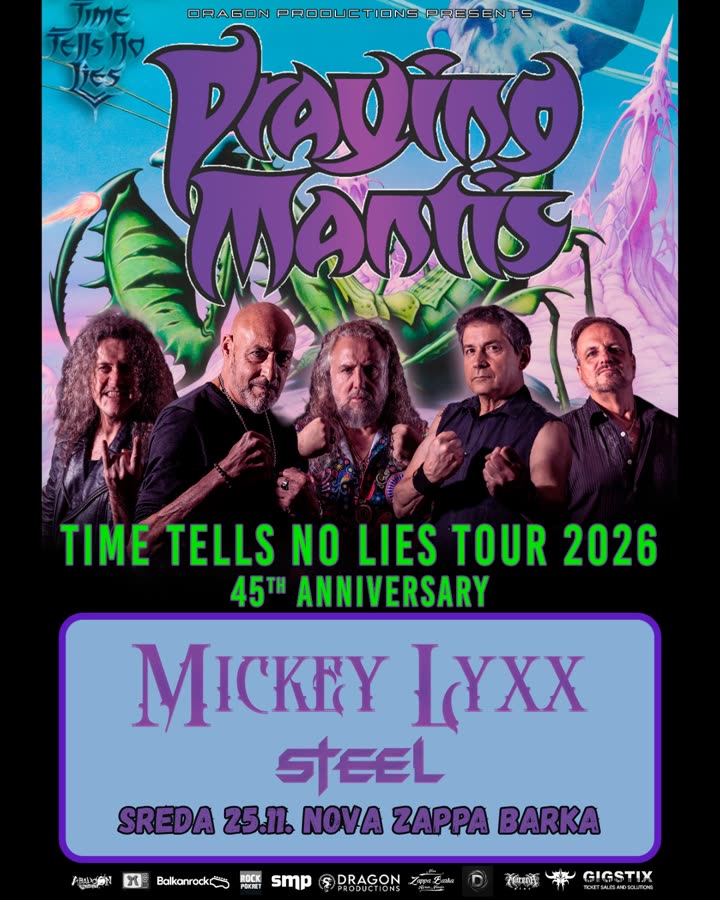 DRAGON PRODUCTIONS PRESENTS
Time
Tells No
Lies
Praying
Mantis
TIME TELLS NO LIES TOUR 2026
45TH ANNIVERSARY
MICKEY LYXX
STEEL
SREDA 25.11. NOVA ZAPPA BARKA
Balkanrock
ROCK
POKRET
smp
DRAGON
PRODUCTIONS
Zappa Barka
GIGSTIX
TICKET SALES AND SOLUTIONS